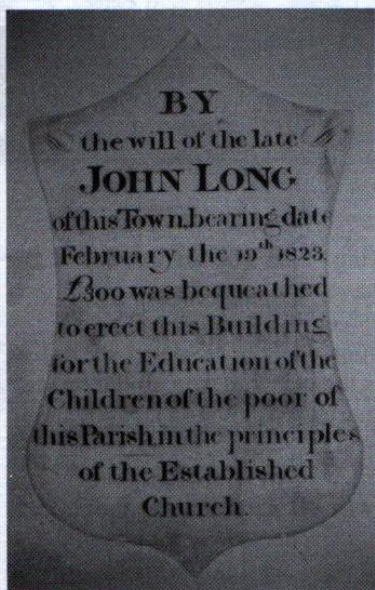 BY
the will of the late
JOHN LONG
of this Town, bearing date
February the 19th 1823.
£300 was bequeathed
to erect this Building
for the Education of the
Children of the poor of
this Parish in the principles
of the Established
Church.